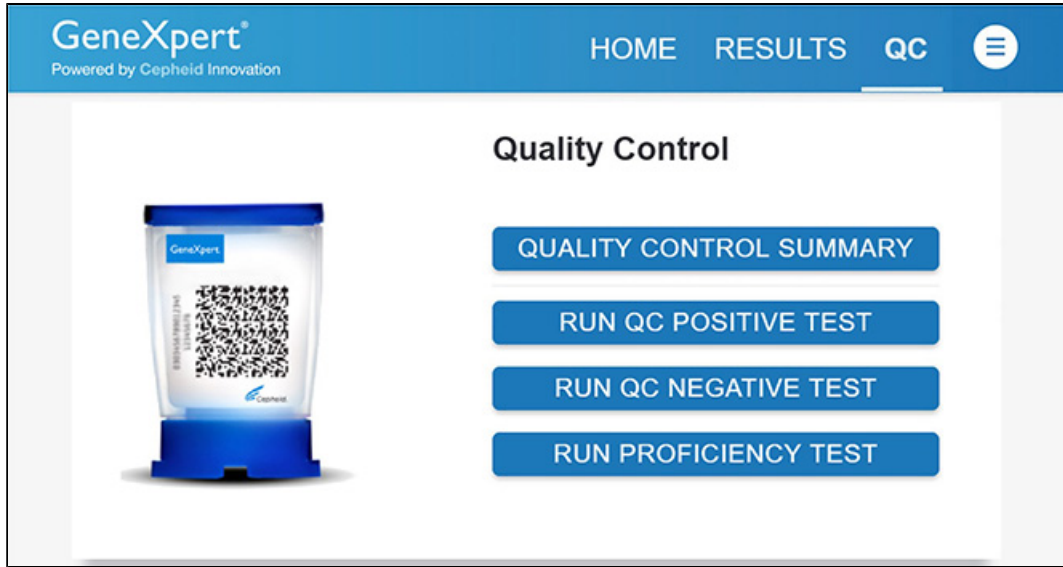 GeneXpert®
Powered by Cepheid Innovation
HOME RESULTS QC
Quality Control
GeneXpert
Cepheid.
QUALITY CONTROL SUMMARY
RUN QC POSITIVE TEST
RUN QC NEGATIVE TEST
RUN PROFICIENCY TEST